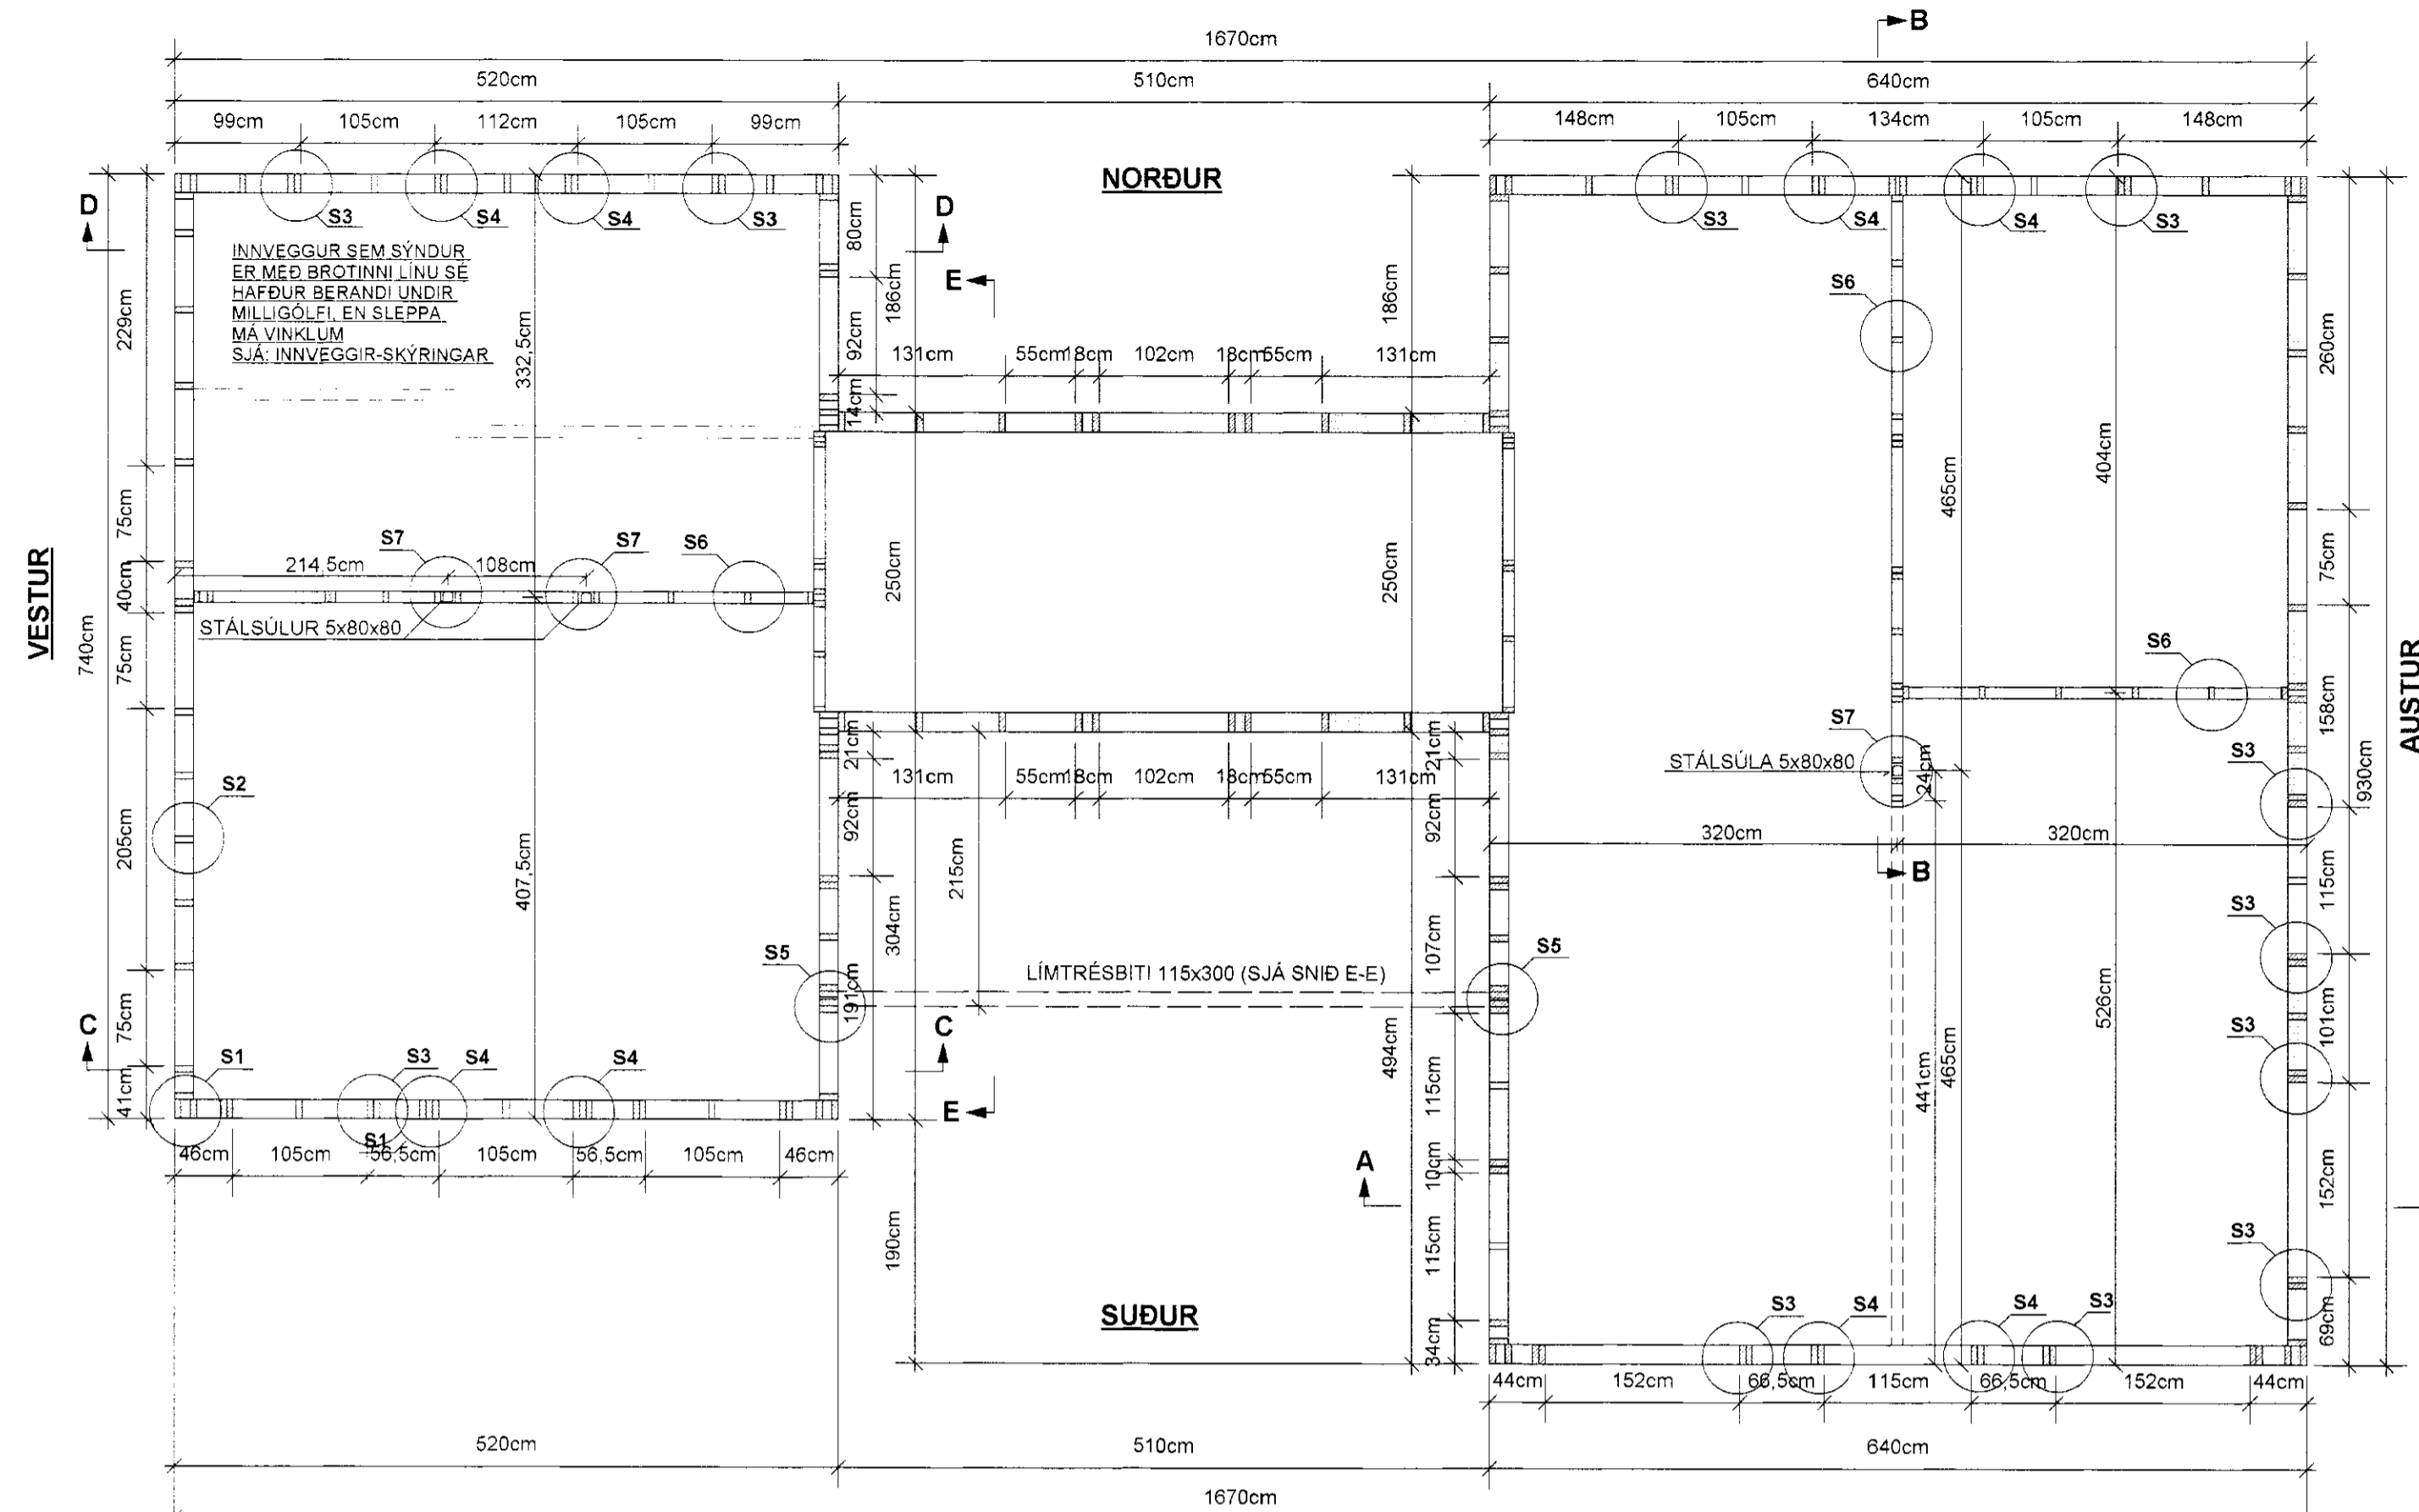 B
1670cm
520cm
510cm
640cm
99cm
105cm
112cm
105cm
99cm
148cm
105cm
134cm
105cm
148cm
NORÐUR
D
D
S3
S4
S4
S3
S3
S4
S4
S3
INNVEGGUR SEM SÝNDUR
ER MEÐ BROTINNI LÍNU SÉ
HAFÐUR BERANDI UNDIR
MILLIGÓLFI, EN SLEPPA
MÁ VINKLUM
SJÁ: INNVEGGIR-SKÝRINGAR
80cm
186cm
92cm
14cm
E
186cm
S6
229cm
332,5cm
260cm
131cm
55cm
18cm
102cm
18cm
55cm
131cm
404cm
465cm
75cm
S7
S7
S6
214,5cm
108cm
40cm
250cm
250cm
75cm
VESTUR
STÁLSÚLUR 5x80x80
740cm
75cm
S6
AUSTUR
158cm
S7
STÁLSÚLA 5x80x80
24cm
S3
930cm
21cm
21cm
131cm
55cm
18cm
102cm
18cm
55cm
131cm
S2
92cm
92cm
320cm
320cm
205cm
215cm
B
115cm
407,5cm
304cm
107cm
S3
S5
S5
LÍMTRÉSBITI 115x300 (SJÁ SNIÐ E-E)
191cm
526cm
101cm
C
C
75cm
494cm
S3
S1
S3
S4
S4
441cm
465cm
41cm
115cm
E
S1
46cm
105cm
56,5cm
105cm
56,5cm
105cm
46cm
A
10cm
152cm
190cm
115cm
S3
SUÐUR
S3
S4
S4
S3
34cm
69cm
44cm
152cm
66,5cm
115cm
66,5cm
152cm
44cm
520cm
510cm
640cm
1670cm